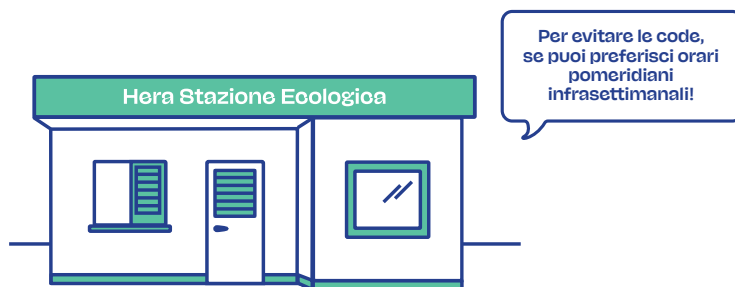 Hera Stazione Ecologica
Per evitare le code,
se puoi preferisci orari
pomeridiani
infrasettimanali!